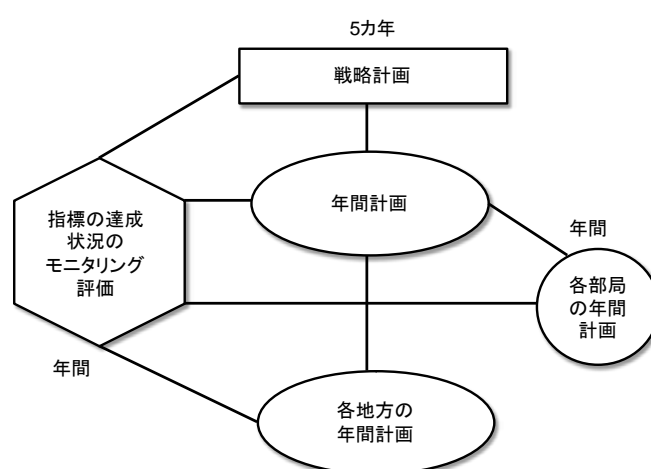 5カ年
戦略計画
年間計画
指標の達成
状況の
モニタリング
評価
年間
各部局
の年間
計画
年間
各地方の
年間計画